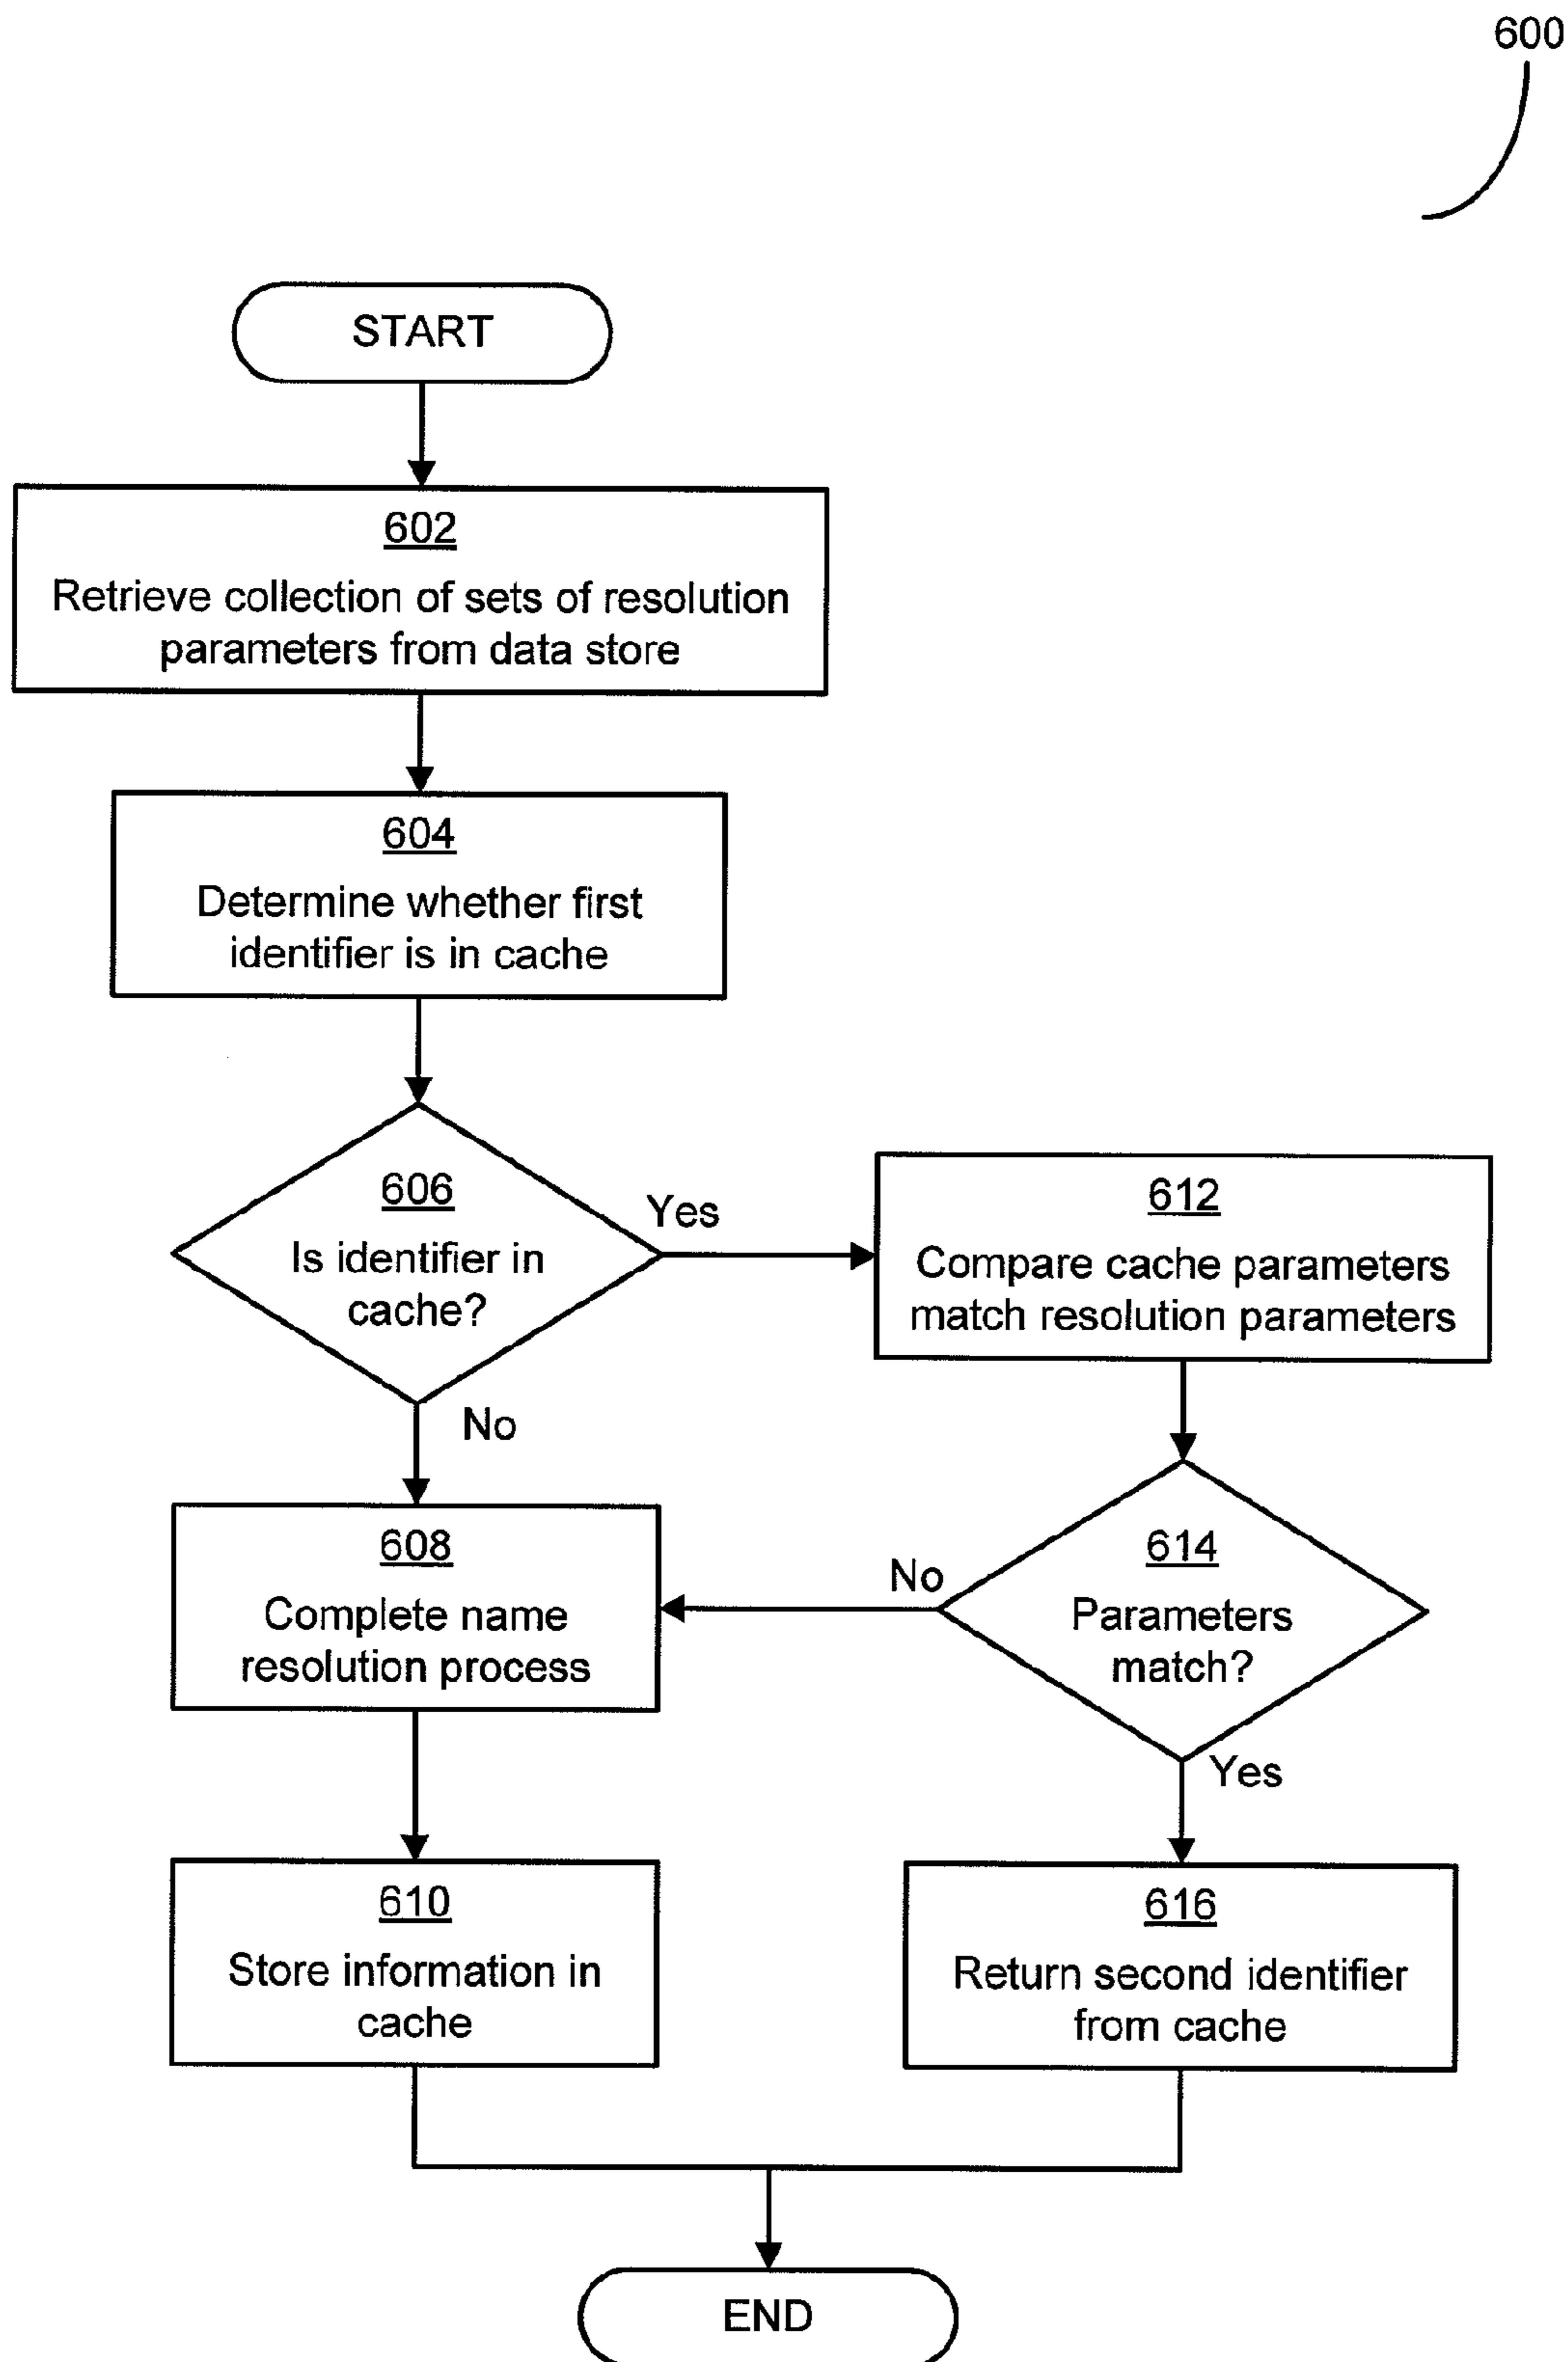 600
START
602
Retrieve collection of sets of resolution
parameters from data store
604
Determine whether first
identifier is in cache
606
Is identifier in
cache?
Yes
No
612
Compare cache parameters
match resolution parameters
608
Complete name
resolution process
No
614
Parameters
match?
Yes
610
Store information in
cache
616
Return second identifier
from cache
END